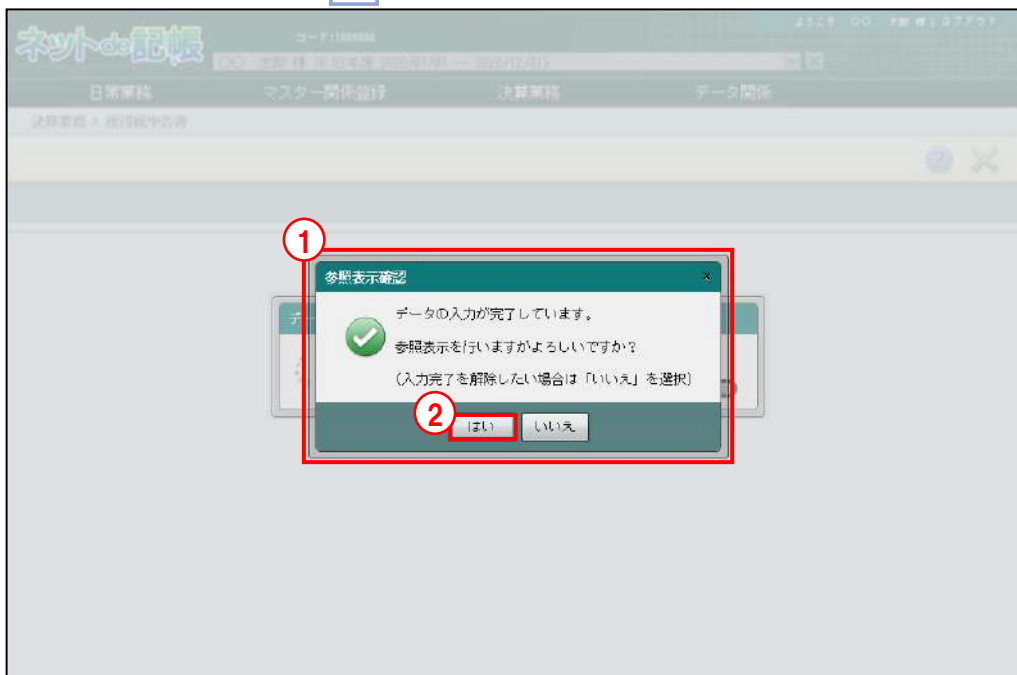 ネットde記帳
日常業務
マスター関係登録
決算業務
データ関係
1
参照表示確認
×
データの入力が完了しています。
参照表示を行いますがよろしいですか?
(入力完了を解除したい場合は「いいえ」を選択)
2
はい
いいえ